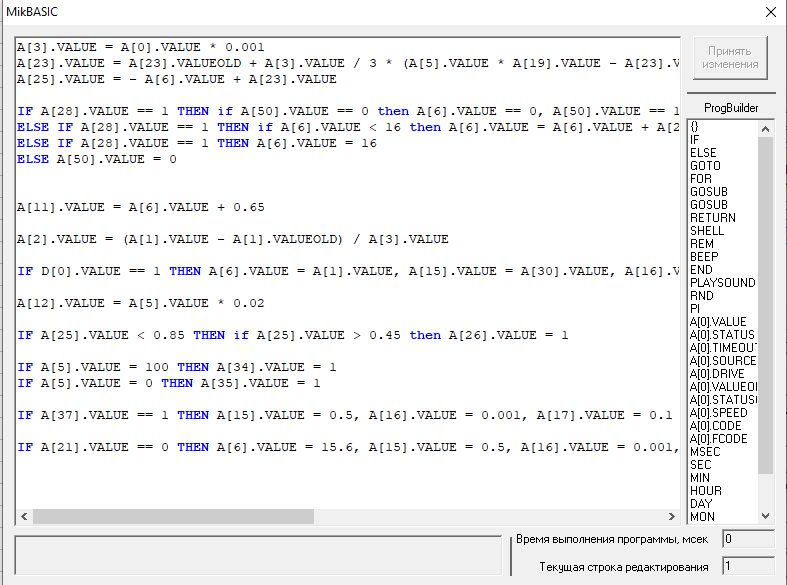 MikBASIC
A[3].VALUE = A[0].VALUE * 0.001
A[23].VALUE = A[23].VALUEOLD + A[3].VALUE / 3 * (A[5].VALUE * A[19].VALUE - A[23].V
A[25].VALUE = - A[6].VALUE + A[23].VALUE
IF A[28].VALUE == 1 THEN if A[50].VALUE == 0 then A[6].VALUE == 0, A[50].VALUE == 1
ELSE IF A[28].VALUE == 1 THEN if A[6].VALUE < 16 then A[6].VALUE = A[6].VALUE + A[2
ELSE IF A[28].VALUE == 1 THEN A[6].VALUE = 16
ELSE A[50].VALUE = 0
A[11].VALUE = A[6].VALUE + 0.65
A[2].VALUE = (A[1].VALUE - A[1].VALUEOLD) / A[3].VALUE
IF D[0].VALUE == 1 THEN A[6].VALUE = A[1].VALUE, A[15].VALUE = A[30].VALUE, A[16].V
A[12].VALUE = A[5].VALUE * 0.02
IF A[25].VALUE < 0.85 THEN if A[25].VALUE > 0.45 then A[26].VALUE = 1
IF A[5].VALUE = 100 THEN A[34].VALUE = 1
IF A[5].VALUE = 0 THEN A[35].VALUE = 1
IF A[37].VALUE == 1 THEN A[15].VALUE = 0.5, A[16].VALUE = 0.001, A[17].VALUE = 0.1
IF A[21].VALUE == 0 THEN A[6].VALUE = 15.6, A[15].VALUE = 0.5, A[16].VALUE = 0.001,
Принять
изменения
ProgBuilder
{}
IF
ELSE
GOTO
FOR
GOSUB
GOSUB
RETURN
SHELL
REM
BEEP
END
PLAYSOUND
RND
PI
A[0].VALUE
A[0].STATUS
A[0].TIMEOUT
A[0].SOURCE
A[0].DRIVE
A[0].VALUEOL
A[0].STATUS
A[0].SPEED
A[0].CODE
A[0].FCODE
MSEC
SEC
MIN
HOUR
DAY
MON
Время выполнения программы, мсек 0
Текущая строка редактирования 1